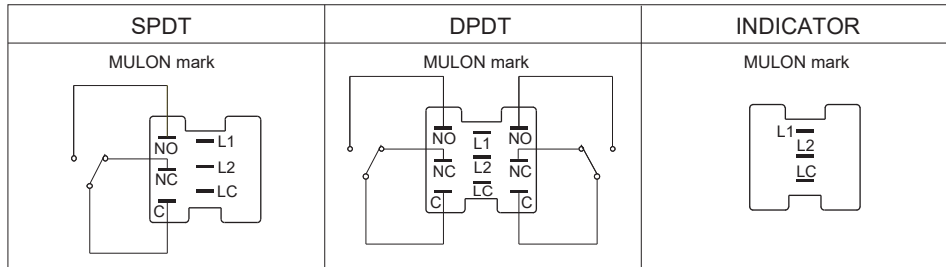 SPDT
DPDT
INDICATOR
MULON mark
NO
L1
NC
L2
LC
C
MULON mark
NO
L1
NO
NC
L2
NC
LC
C
C
MULON mark
L1
L2
LC